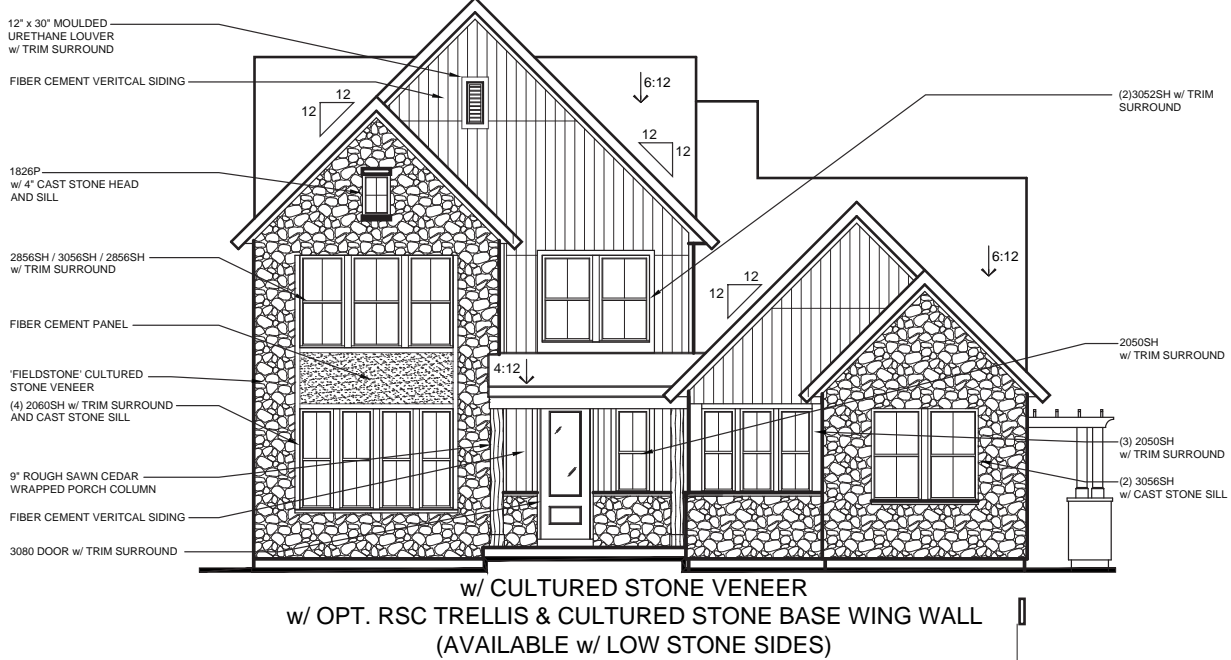 12" x 30" MOULDED
URETHANE LOUVER
w/ TRIM SURROUND
FIBER CEMENT VERITCAL SIDING
1826P
w/ 4" CAST STONE HEAD
AND SILL
2856SH / 3056SH / 2856SH
w/ TRIM SURROUND
FIBER CEMENT PANEL
'FIELDSTONE' CULTURED
STONE VENEER
(4) 2060SH w/ TRIM SURROUND
AND CAST STONE SILL
9" ROUGH SAWN CEDAR
WRAPPED PORCH COLUMN
FIBER CEMENT VERITCAL SIDING
3080 DOOR w/ TRIM SURROUND
12
12
6:12
12
12
12
12
6:12
4:12
(2)3052SH w/ TRIM
SURROUND
2050SH
w/ TRIM SURROUND
(3) 2050SH
w/ TRIM SURROUND
(2) 3056SH
w/ CAST STONE SILL
w/ CULTURED STONE VENEER
w/ OPT. RSC TRELLIS & CULTURED STONE BASE WING WALL
(AVAILABLE w/ LOW STONE SIDES)